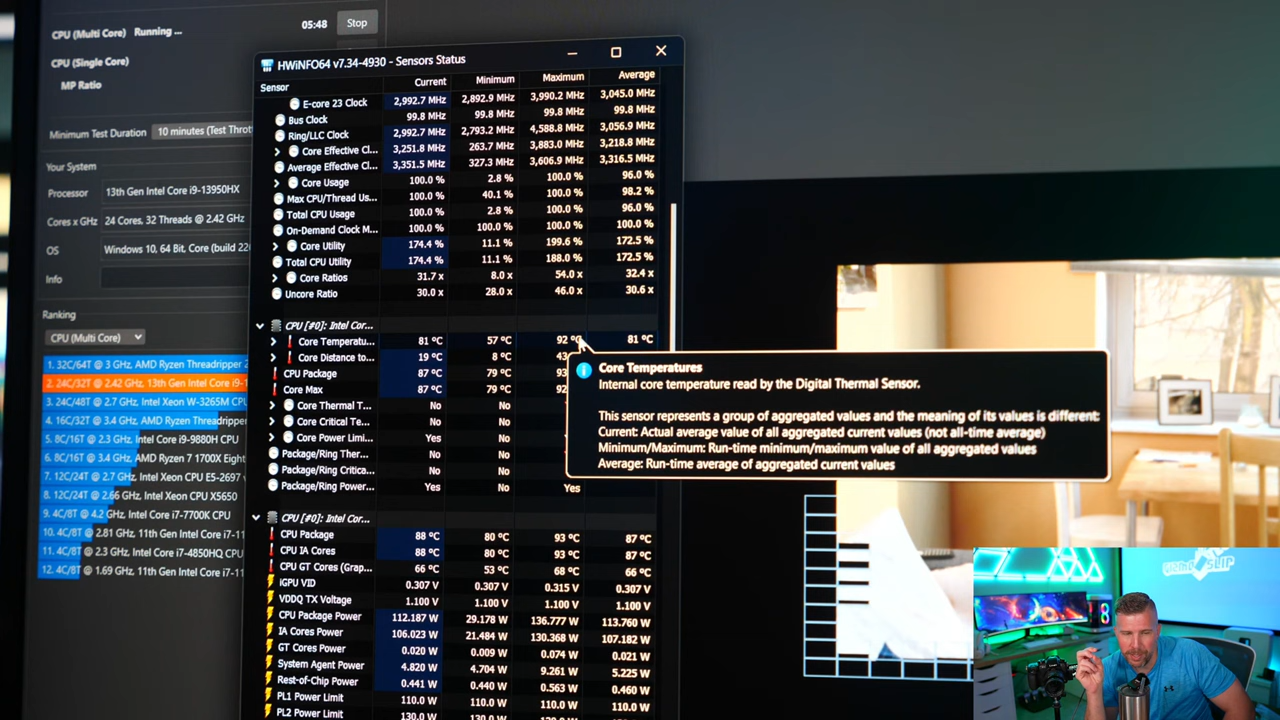 CPU (Multi Core) Running ...
05:48
Stop
CPU (Single Core)
MP Ratio
Minimum Test Duration 10 minutes (Test Throt
Your System
Processor 13th Gen Intel Core i9-13950HX
Cores x GHz 24 Cores, 32 Threads @ 2.42 GHz
OS Windows 10, 64 Bit, Core (build 22
Info
Ranking
CPU (Multi Core)
1. 32C/64T @ 3 GHz, AMD Ryzen Threadripper 2
2. 24C/32T @ 2.42 GHz, 13th Gen Intel Core i9-1
3. 24C/48T @ 2.7 GHz, Intel Xeon W-3265M CP
4. 16C/32T @ 3.4 GHz, AMD Ryzen Threadripper
5. 8C/16T @ 2.3 GHz, Intel Core i9-9880H CPU
6. 8C/16T @ 3.4 GHz, AMD Ryzen 7 1700X Eight
7. 12C/24T @ 2.7 GHz, Intel Xeon CPU E5-2697 v
8. 12C/24T @ 2.66 GHz, Intel Xeon CPU X5650
9. 4C/8T @ 4.2 GHz, Intel Core i7-7700K CPU
10. 4C/8T @ 2.81 GHz, 11th Gen Intel Core i7-11
11. 4C/8T @ 2.3 GHz, Intel Core i7-4850HQ CPU
12. 4C/8T @ 1.69 GHz, 11th Gen Intel Core i7-11
HWiNFO64 v7.34-4930 - Sensors Status
Sensor Current Minimum Maximum Average
E-core 23 Clock 2,992.7 MHz 2,892.9 MHz 3,990.2 MHz 3,045.0 MHz
Bus Clock 99.8 MHz 99.8 MHz 99.8 MHz 99.8 MHz
Ring/LLC Clock 2,992.7 MHz 2,793.2 MHz 4,588.8 MHz 3,056.9 MHz
Core Effective Cl... 3,251.8 MHz 263.7 MHz 3,883.0 MHz 3,218.8 MHz
Average Effective Cl... 3,351.5 MHz 327.3 MHz 3,606.9 MHz 3,316.5 MHz
Core Usage 100.0 % 2.8 % 100.0 % 96.0 %
Max CPU/Thread Us... 100.0 % 40.1 % 100.0 % 98.2 %
Total CPU Usage 100.0 % 2.8 % 100.0 % 96.0 %
On-Demand Clock M... 100.0 % 100.0 % 100.0 % 100.0 %
Core Utility 174.4 % 11.1 % 199.6 % 172.5 %
Total CPU Utility 174.4 % 11.1 % 188.0 % 172.5 %
Core Ratios 31.7 x 8.0 x 54.0 x 32.4 x
Uncore Ratio 30.0 x 28.0 x 46.0 x 30.6 x
CPU [#0]: Intel Cor...
Core Temperatu... 81 °C 57 °C 92 °C 81 °C
Core Distance to... 19 °C 8 °C 43
CPU Package 87 °C 79 °C 93
Core Max 87 °C 79 °C 92
Core Thermal T... No No
Core Critical Te... No No
Core Power Limi... Yes No
Package/Ring Ther... No No
Package/Ring Critica... No No
Package/Ring Power... Yes No Yes
Core Temperatures
Internal core temperature read by the Digital Thermal Sensor.
This sensor represents a group of aggregated values and the meaning of its values is different:
Current: Actual average value of all aggregated current values (not all-time average)
Minimum/Maximum: Run-time minimum/maximum value of all aggregated values
Average: Run-time average of aggregated current values
CPU [#0]: Intel Cor...
CPU Package 88 °C 80 °C 93 °C 87 °C
CPU IA Cores 88 °C 80 °C 93 °C 87 °C
CPU GT Cores (Grap... 66 °C 53 °C 68 °C 66 °C
iGPU VID 0.307 V 0.307 V 0.315 V 0.307 V
VDDQ TX Voltage 1.100 V 1.100 V 1.100 V 1.100 V
CPU Package Power 112.187 W 29.178 W 136.777 W 113.760 W
IA Cores Power 106.023 W 21.484 W 130.368 W 107.182 W
GT Cores Power 0.020 W 0.009 W 0.074 W 0.021 W
System Agent Power 4.820 W 4.704 W 9.261 W 5.225 W
Rest-of-Chip Power 0.441 W 0.440 W 0.563 W 0.460 W
PL1 Power Limit 110.0 W 110.0 W 110.0 W 110.0 W
PL2 Power Limit 130.0 W